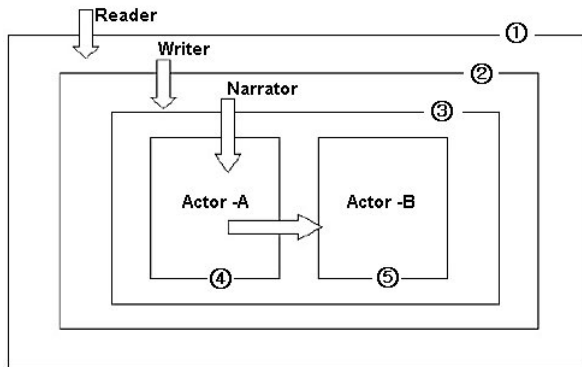 Reader
①
Writer
②
Narrator
③
Actor -A
Actor -B
④
⑤